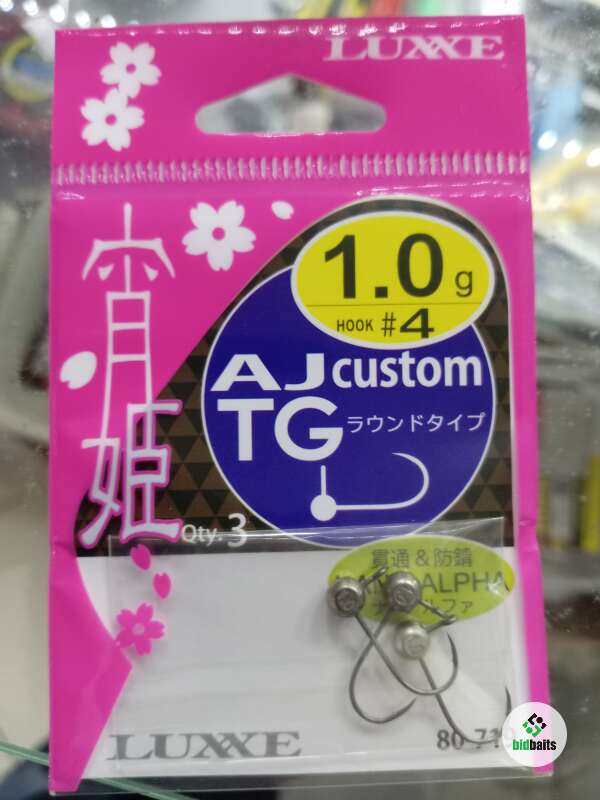 LUXXE
宵姫
1.0g
HOOK #4
AJ custom
TG ラウンドタイプ
Qty. 3
貫通 & 防錆
ALPHA
LUXXE
bidbaits